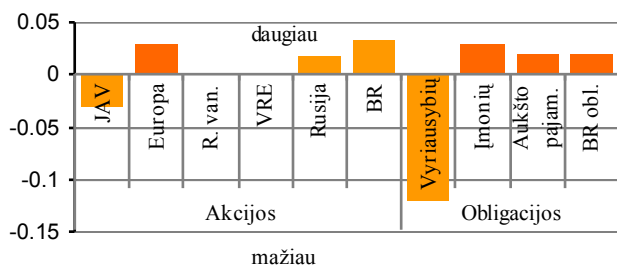 0.05
daugiau
0
JAV
Europa
R. van.
VRE
Rusija
BR
Vyriausybių
Įmonių
Aukšto
pajam.
BR obl.
-0.05
-0.1
Akcijos
Obligacijos
-0.15
mažiau